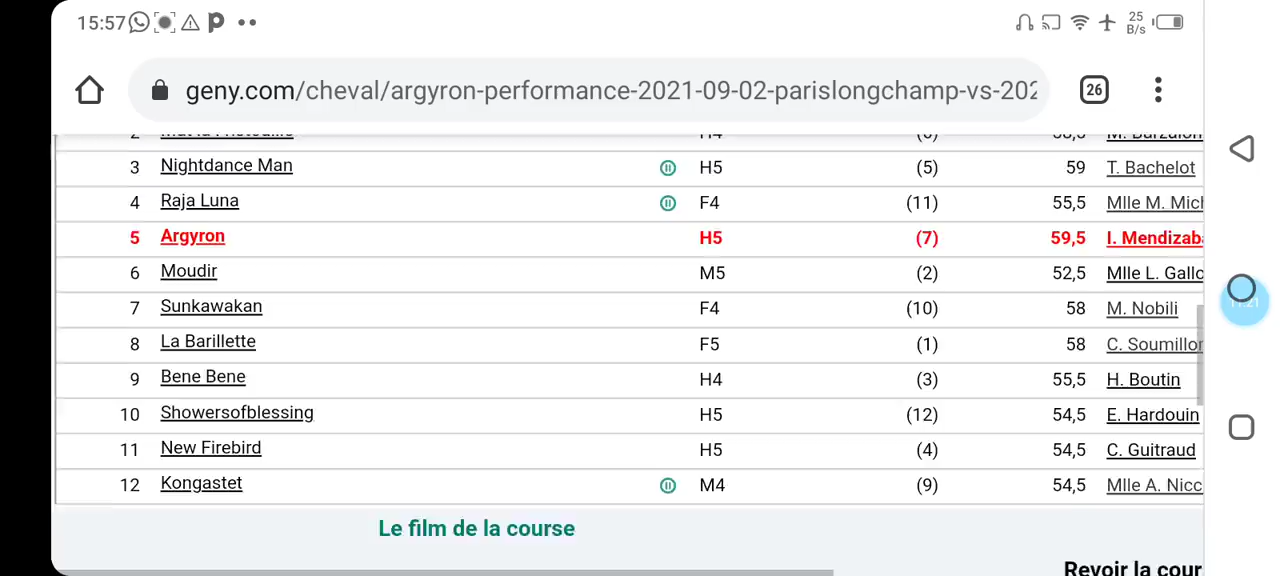 15:57
25 B/s
geny.com/cheval/argyron-performance-2021-09-02-parislongchamp-vs-202
26
3 Nightdance Man H5 (5) 59 T. Bachelot
4 Raja Luna F4 (11) 55,5 Mlle M. Mich
5 Argyron H5 (7) 59,5 I. Mendizab
6 Moudir M5 (2) 52,5 Mlle L. Gallo
7 Sunkawakan F4 (10) 58 M. Nobili
8 La Barillette F5 (1) 58 C. Soumillor
9 Bene Bene H4 (3) 55,5 H. Boutin
10 Showersofblessing H5 (12) 54,5 E. Hardouin
11 New Firebird H5 (4) 54,5 C. Guitraud
12 Kongastet M4 (9) 54,5 Mlle A. Nicc
Le film de la course
Revoir la cour